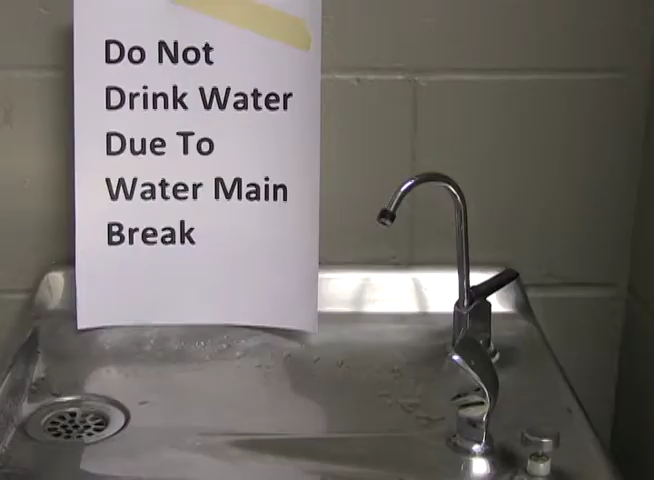 Do Not
Drink Water
Due To
Water Main
Break